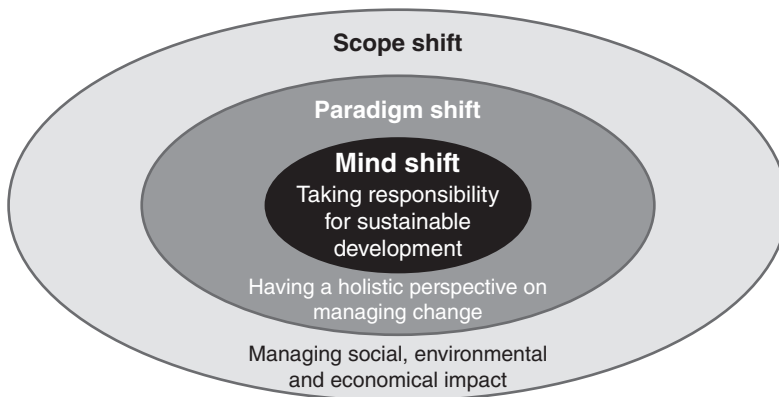 Scope shift
Paradigm shift
Mind shift
Taking responsibility
for sustainable
development
Having a holistic perspective on
managing change
Managing social, environmental
and economical impact